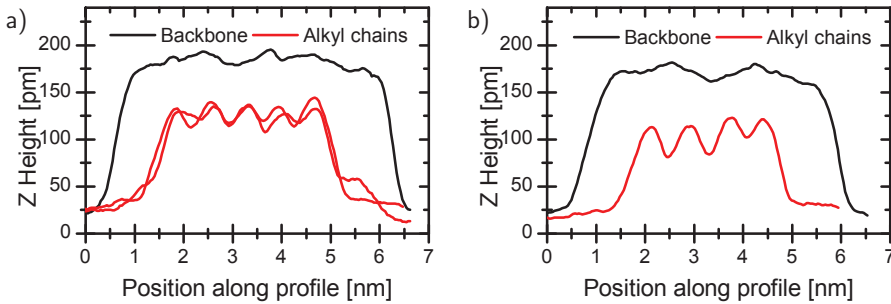 a)
Backbone
Alkyl chains
Z Height [pm]
200
150
100
50
0
0 1 2 3 4 5 6 7
Position along profile [nm]
b)
Backbone
Alkyl chains
Z Height [pm]
200
150
100
50
0
0 1 2 3 4 5 6 7
Position along profile [nm]